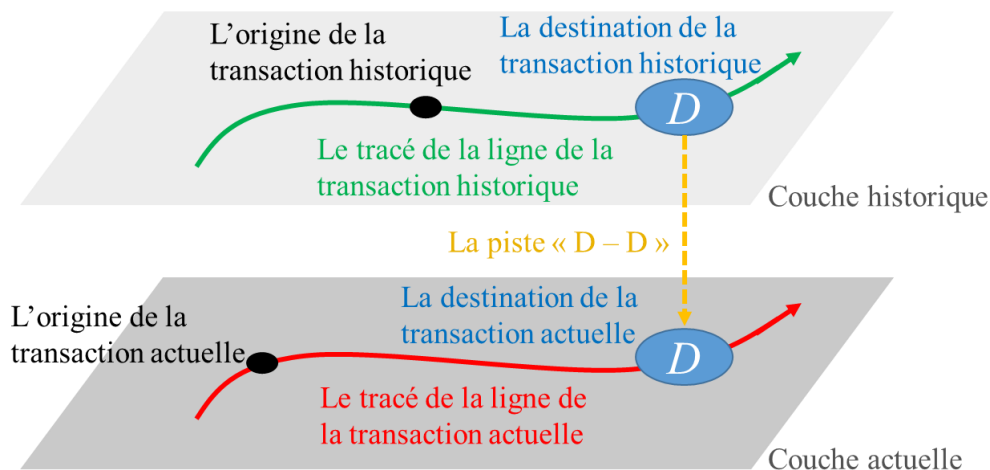 L’origine de la
transaction historique
La destination de la
transaction historique
D
Le tracé de la ligne de la
transaction historique
Couche historique
La piste « D – D »
L’origine de la
transaction actuelle
La destination de la
transaction actuelle
D
Le tracé de la ligne de
la transaction actuelle
Couche actuelle